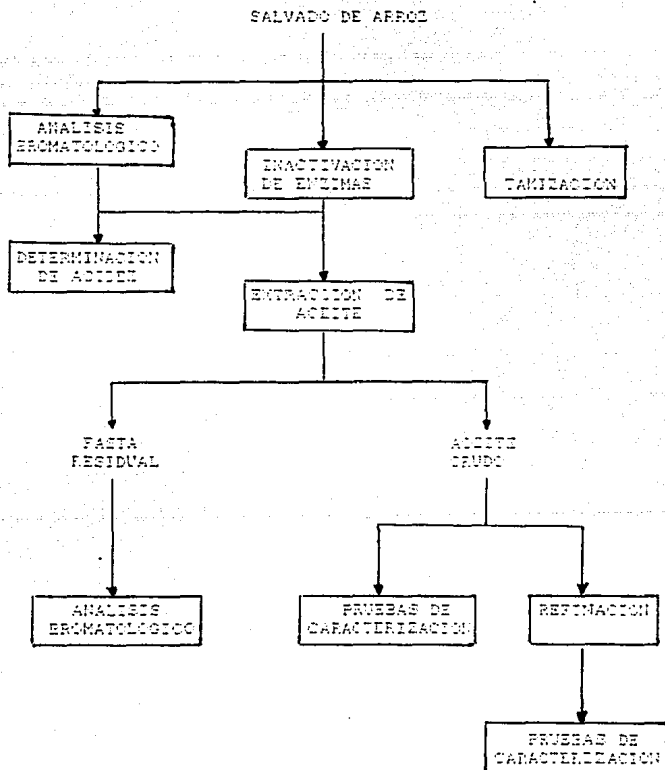 SALVADO DE ARROZ
ANALISIS
BROMATOLOGICO
INACTIVACION
DE ENZIMAS
TAMIZACION
DETERMINACION
DE ACIDEZ
EXTRACCION DE
ACEITE
PASTA
RESIDUAL
ACEITE
CRUDO
ANALISIS
BROMATOLOGICO
PRUEBAS DE
CARACTERIZACION
REFINACION
PRUEBAS DE
CARACTERIZACION